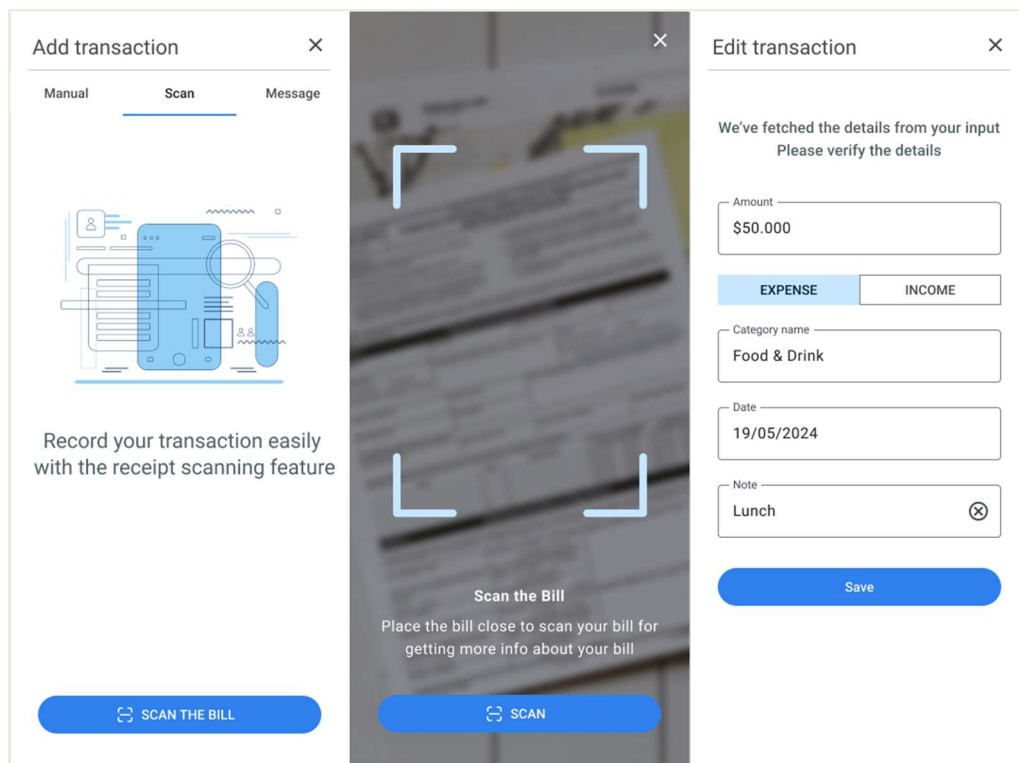 Add transaction
Manual
Scan
Message
Record your transaction easily
with the receipt scanning feature
SCAN THE BILL
Scan the Bill
Place the bill close to scan your bill for
getting more info about your bill
SCAN
Edit transaction
We've fetched the details from your input
Please verify the details
Amount
$50.000
EXPENSE
INCOME
Category name
Food & Drink
Date
19/05/2024
Note
Lunch
Save